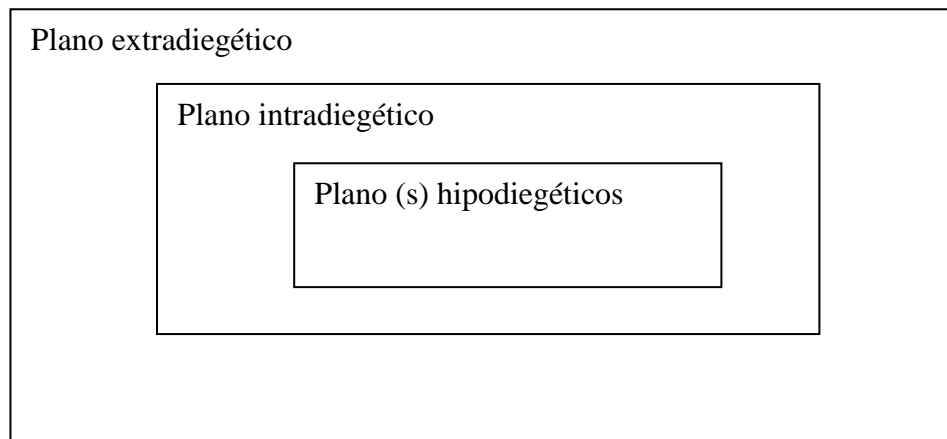 Plano extradiegético
Plano intradiegético
Plano (s) hipodiegéticos